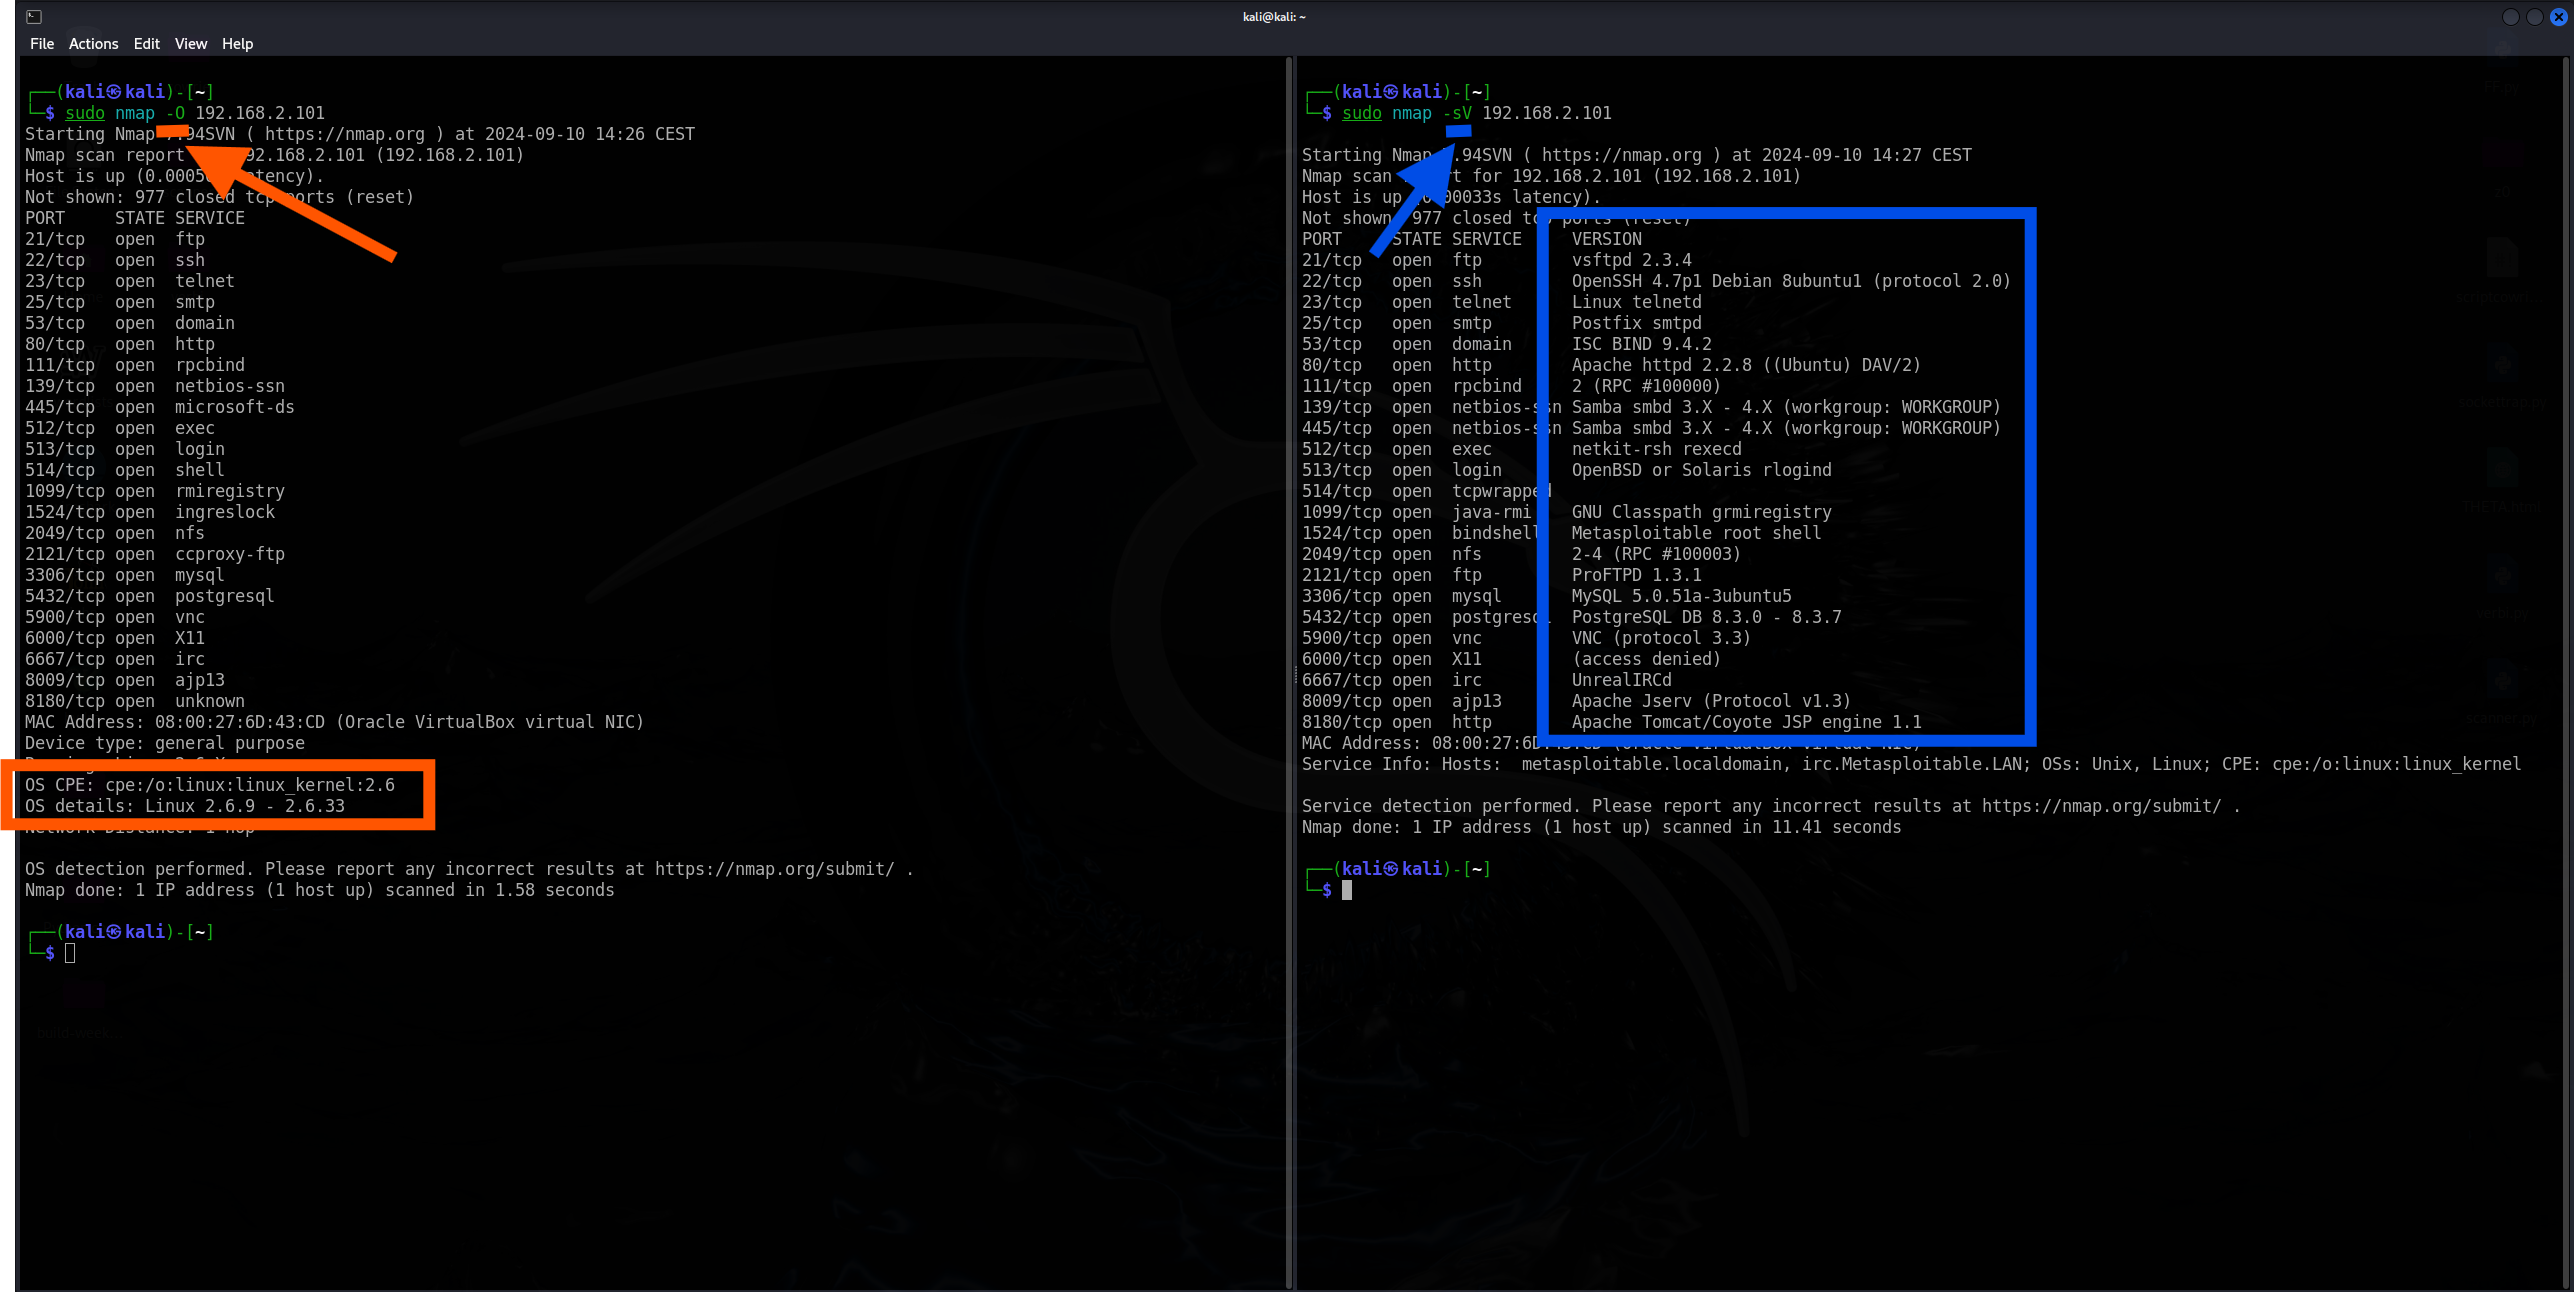 kali@kali: ~
File Actions Edit View Help
┌──(kali㉿kali)-[~]
└─$ sudo nmap -O 192.168.2.101
Starting Nmap 7.94SVN ( https://nmap.org ) at 2024-09-10 14:26 CEST
Nmap scan report 192.168.2.101 (192.168.2.101)
Host is up
Not shown: 977 closed tcp ports (reset)
PORT STATE SERVICE
21/tcp open ftp
22/tcp open ssh
23/tcp open telnet
25/tcp open smtp
53/tcp open domain
80/tcp open http
111/tcp open rpcbind
139/tcp open netbios-ssn
445/tcp open microsoft-ds
512/tcp open exec
513/tcp open login
514/tcp open shell
1099/tcp open rmiregistry
1524/tcp open ingreslock
2049/tcp open nfs
2121/tcp open ccproxy-ftp
3306/tcp open mysql
5432/tcp open postgresql
5900/tcp open vnc
6000/tcp open X11
6667/tcp open irc
8009/tcp open ajp13
8180/tcp open unknown
MAC Address: 08:00:27:6D:43:CD (Oracle VirtualBox virtual NIC)
Device type: general purpose
OS CPE: cpe:/o:linux:linux_kernel:2.6
OS details: Linux 2.6.9 - 2.6.33
Network Distance: 1 hop
OS detection performed. Please report any incorrect results at https://nmap.org/submit/ .
Nmap done: 1 IP address (1 host up) scanned in 1.58 seconds
┌──(kali㉿kali)-[~]
└─$
┌──(kali㉿kali)-[~]
└─$ sudo nmap -sV 192.168.2.101
Starting Nmap 7.94SVN ( https://nmap.org ) at 2024-09-10 14:27 CEST
Nmap scan report for 192.168.2.101 (192.168.2.101)
Host is up (0.00033s latency).
Not shown: 977 closed tcp ports (reset)
PORT STATE SERVICE VERSION
21/tcp open ftp vsftpd 2.3.4
22/tcp open ssh OpenSSH 4.7p1 Debian 8ubuntu1 (protocol 2.0)
23/tcp open telnet Linux telnetd
25/tcp open smtp Postfix smtpd
53/tcp open domain ISC BIND 9.4.2
80/tcp open http Apache httpd 2.2.8 ((Ubuntu) DAV/2)
111/tcp open rpcbind 2 (RPC #100000)
139/tcp open netbios-ssn Samba smbd 3.X - 4.X (workgroup: WORKGROUP)
445/tcp open netbios-ssn Samba smbd 3.X - 4.X (workgroup: WORKGROUP)
512/tcp open exec netkit-rsh rexecd
513/tcp open login OpenBSD or Solaris rlogind
514/tcp open tcpwrapped
1099/tcp open java-rmi GNU Classpath grmiregistry
1524/tcp open bindshell Metasploitable root shell
2049/tcp open nfs 2-4 (RPC #100003)
2121/tcp open ftp ProFTPD 1.3.1
3306/tcp open mysql MySQL 5.0.51a-3ubuntu5
5432/tcp open postgresql PostgreSQL DB 8.3.0 - 8.3.7
5900/tcp open vnc VNC (protocol 3.3)
6000/tcp open X11 (access denied)
6667/tcp open irc UnrealIRCd
8009/tcp open ajp13 Apache Jserv (Protocol v1.3)
8180/tcp open http Apache Tomcat/Coyote JSP engine 1.1
MAC Address: 08:00:27:6D:43:CD (Oracle VirtualBox virtual NIC)
Service Info: Hosts: metasploitable.localdomain, irc.Metasploitable.LAN; OSs: Unix, Linux; CPE: cpe:/o:linux:linux_kernel
Service detection performed. Please report any incorrect results at https://nmap.org/submit/ .
Nmap done: 1 IP address (1 host up) scanned in 11.41 seconds
┌──(kali㉿kali)-[~]
└─$